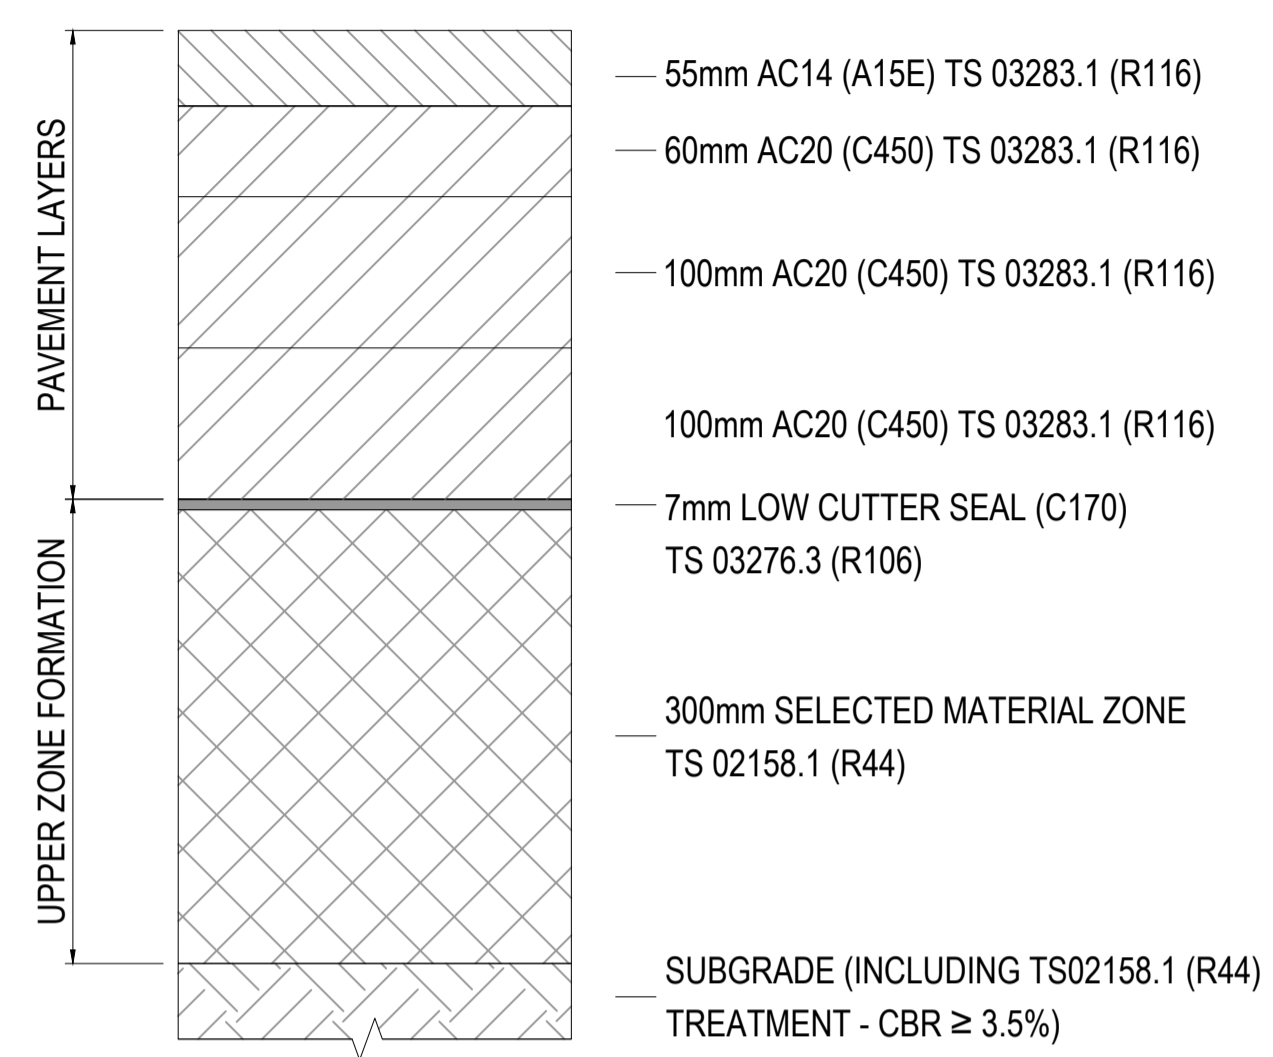 PAVEMENT LAYERS
55mm AC14 (A15E) TS 03283.1 (R116)
60mm AC20 (C450) TS 03283.1 (R116)
100mm AC20 (C450) TS 03283.1 (R116)
100mm AC20 (C450) TS 03283.1 (R116)
UPPER ZONE FORMATION
7mm LOW CUTTER SEAL (C170)
TS 03276.3 (R106)
300mm SELECTED MATERIAL ZONE
TS 02158.1 (R44)
SUBGRADE (INCLUDING TS02158.1 (R44)
TREATMENT - CBR ≥ 3.5%)